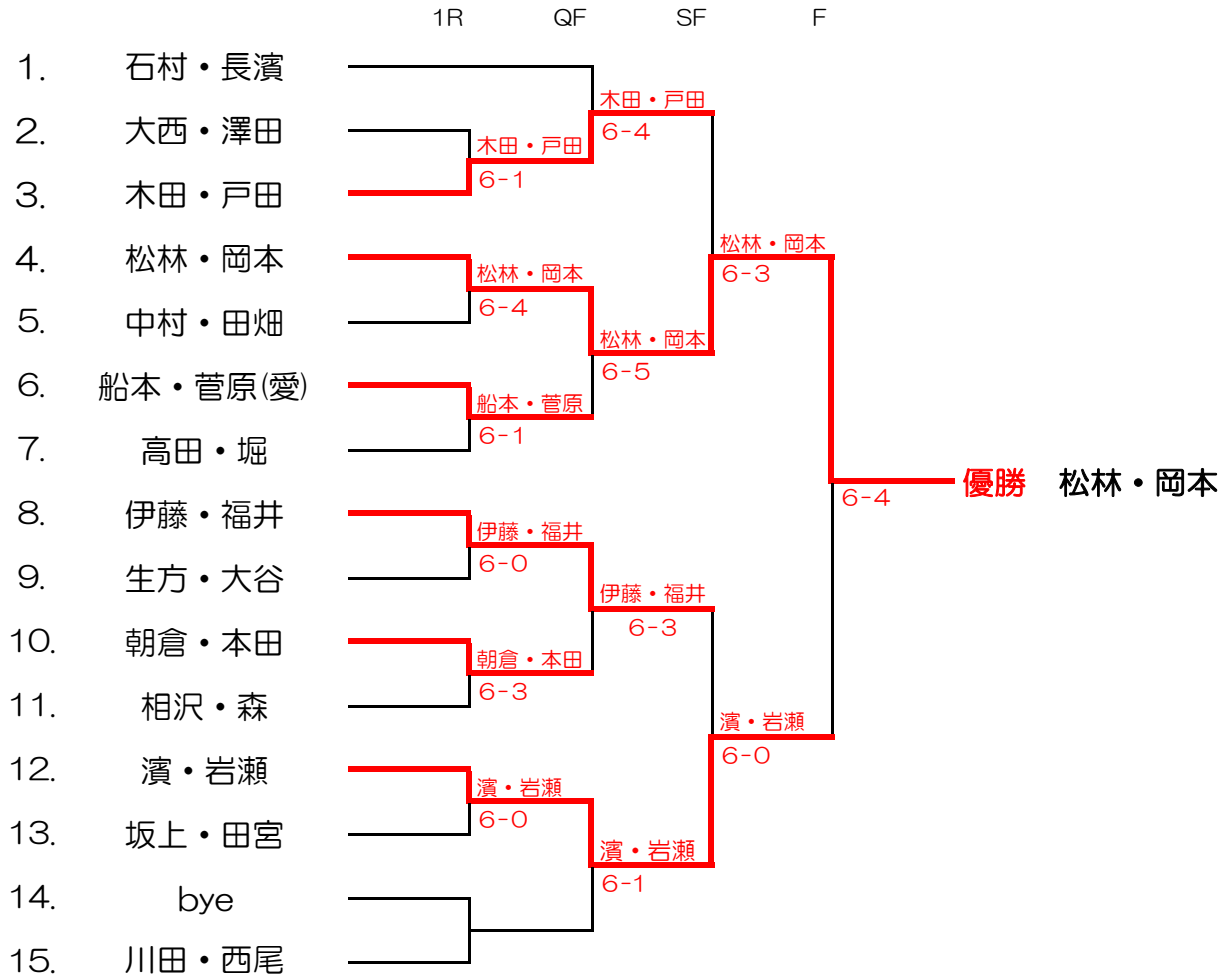 1R QF SF F
1. 石村・長濱
木田・戸田
2. 大西・澤田
6-4
木田・戸田
6-1
3. 木田・戸田
4. 松林・岡本
松林・岡本
6-3
松林・岡本
6-4
5. 中村・田畑
松林・岡本
6-5
6. 船本・菅原(愛)
船本・菅原
6-1
7. 高田・堀
優勝 松林・岡本
6-4
8. 伊藤・福井
伊藤・福井
6-0
9. 生方・大谷
伊藤・福井
6-3
10. 朝倉・本田
朝倉・本田
6-3
11. 相沢・森
濱・岩瀬
6-0
12. 濱・岩瀬
濱・岩瀬
6-0
13. 坂上・田宮
濱・岩瀬
6-1
14. bye
15. 川田・西尾